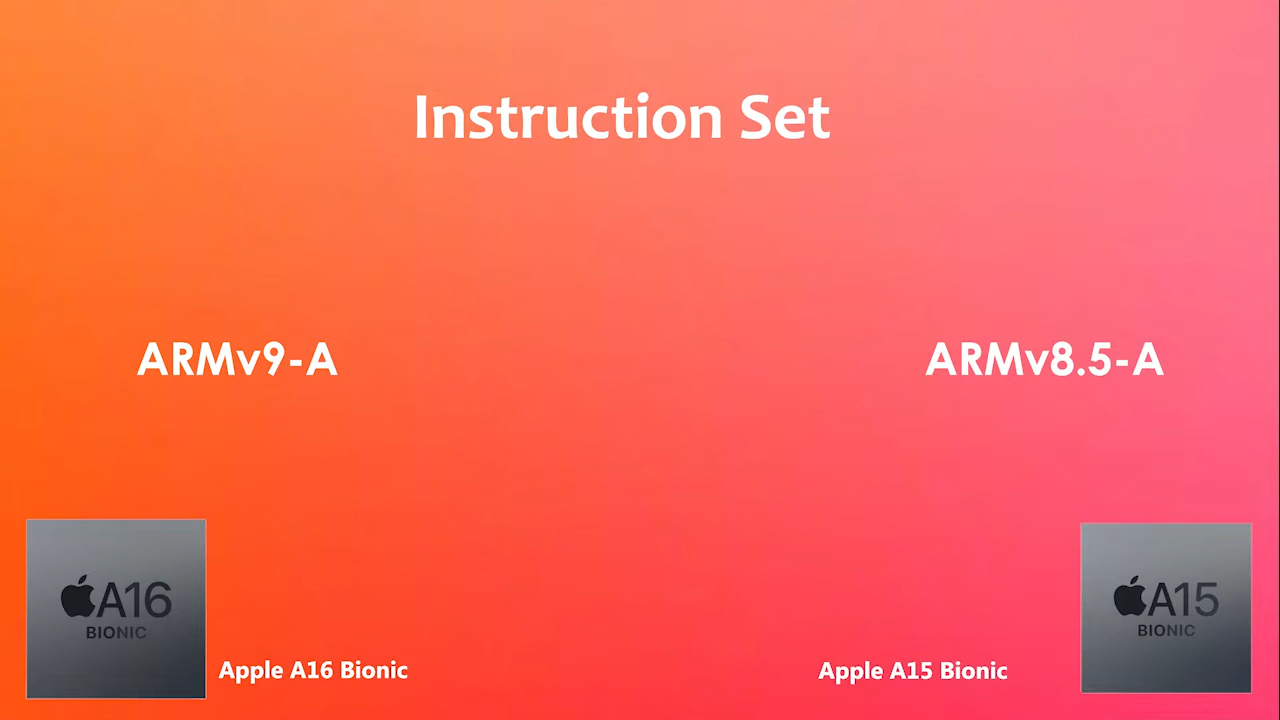 Instruction Set
ARMv9-A
ARMv8.5-A
A16
BIONIC
Apple A16 Bionic
Apple A15 Bionic
A15
BIONIC